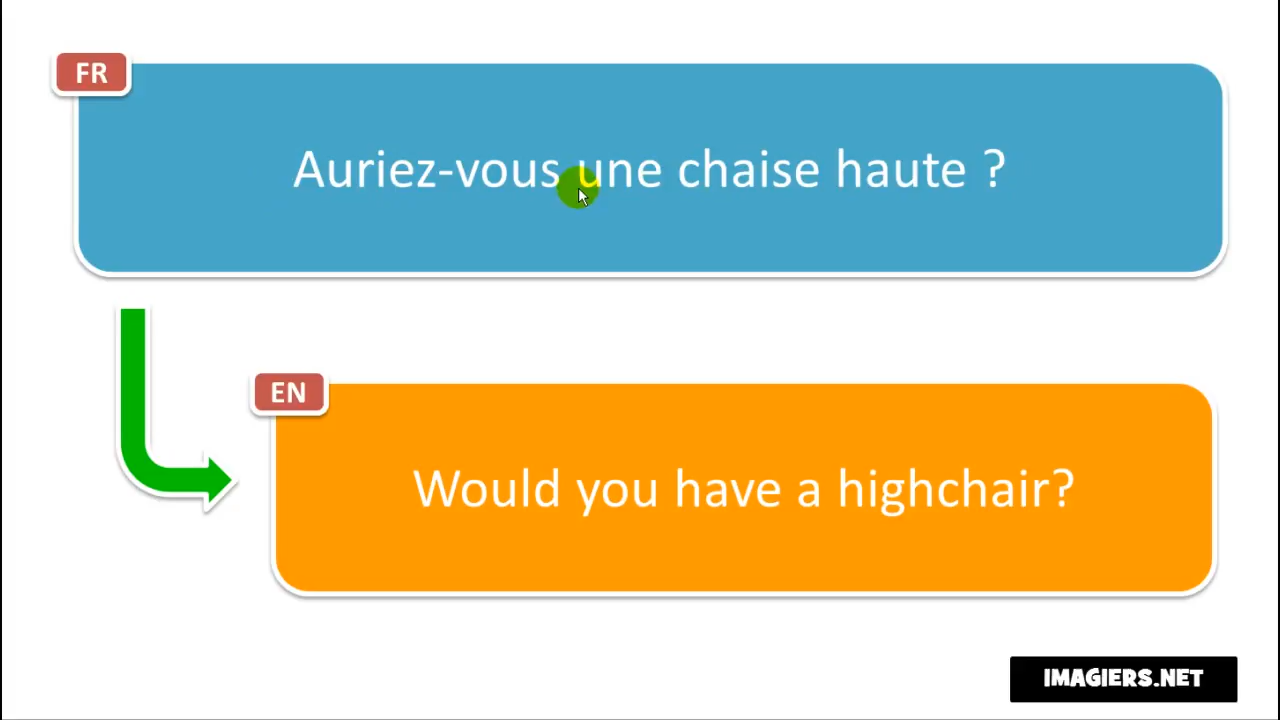 FR
Auriez-vous une chaise haute ?
EN
Would you have a highchair?
IMAGIERS.NET